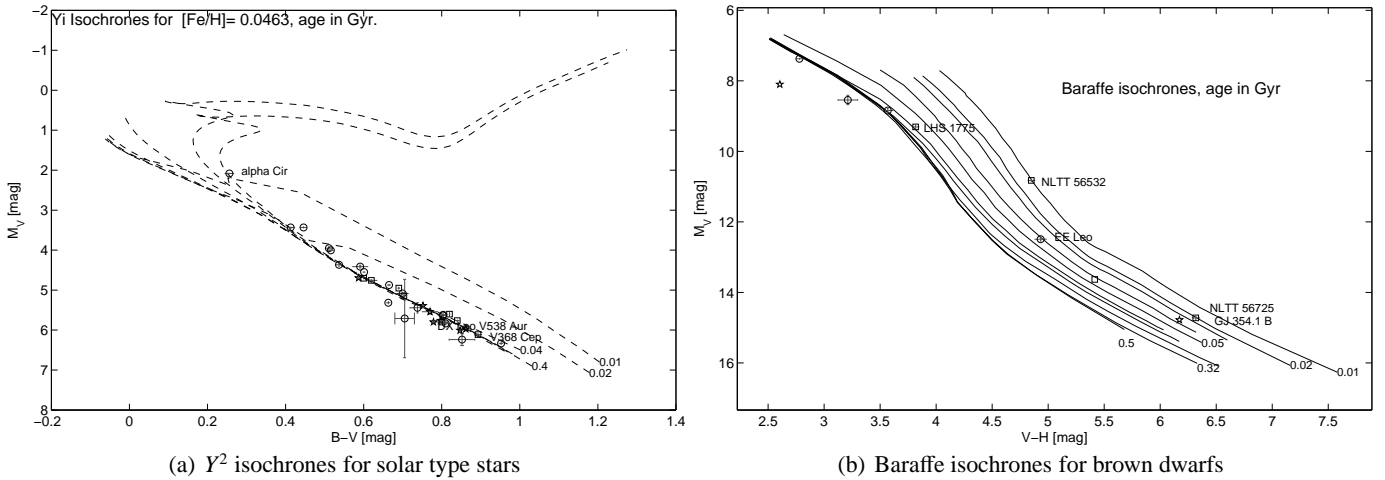 Yi Isochrones for [Fe/H]= 0.0463, age in Gyr.
−2
−1
0
1
2
3
4
5
6
7
8
M_V [mag]
alpha Cir
V538 Aur
V368 Cep
0.04
0.4
0.01
0.02
−0.2
0
0.2
0.4
0.6
0.8
1
1.2
1.4
B−V [mag]
(a) Y² isochrones for solar type stars
6
8
10
12
14
16
M_V [mag]
Baraffe isochrones, age in Gyr
LHS 1775
NLTT 56532
EE Leo
NLTT 56725
GJ 354.1 B
0.5
0.05
0.32
0.02
0.01
2.5
3
3.5
4
4.5
5
5.5
6
6.5
7
7.5
V−H [mag]
(b) Baraffe isochrones for brown dwarfs